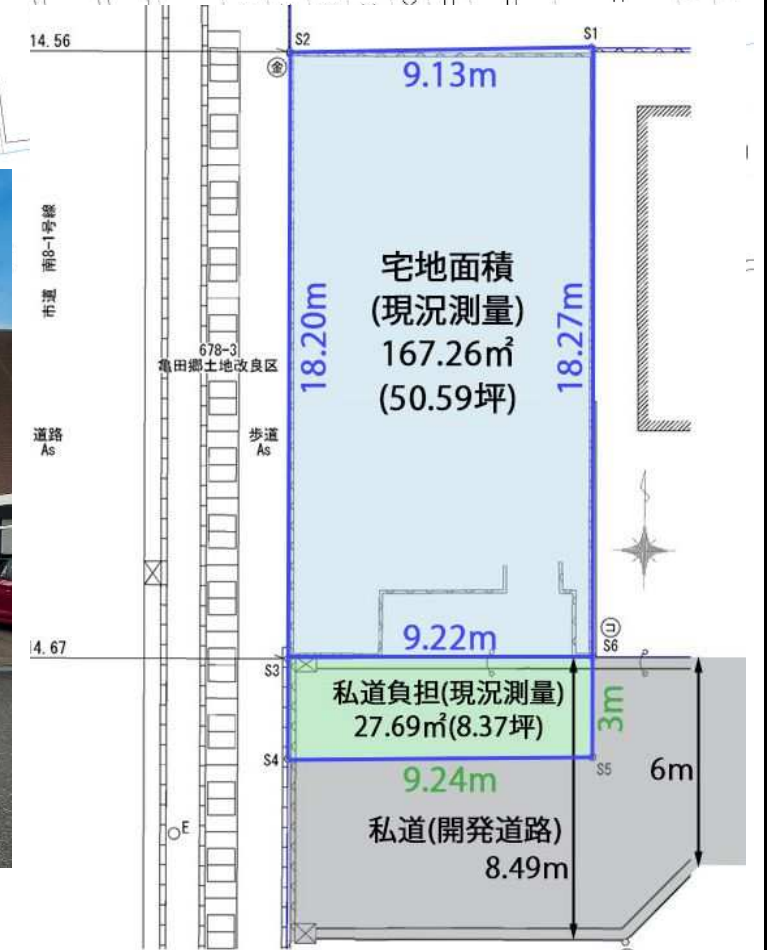 14.56
S2
S1
金
9.13m
市道 南8-1号線
宅地面積
(現況測量)
167.26㎡
(50.59坪)
18.20m
18.27m
678-3
亀田郷土地改良区
道路
As
歩道
As
コ
4.67
S3
9.22m
S6
私道負担(現況測量)
27.69㎡(8.37坪)
3m
S4
S5
9.24m
6m
私道(開発道路)
8.49m
E